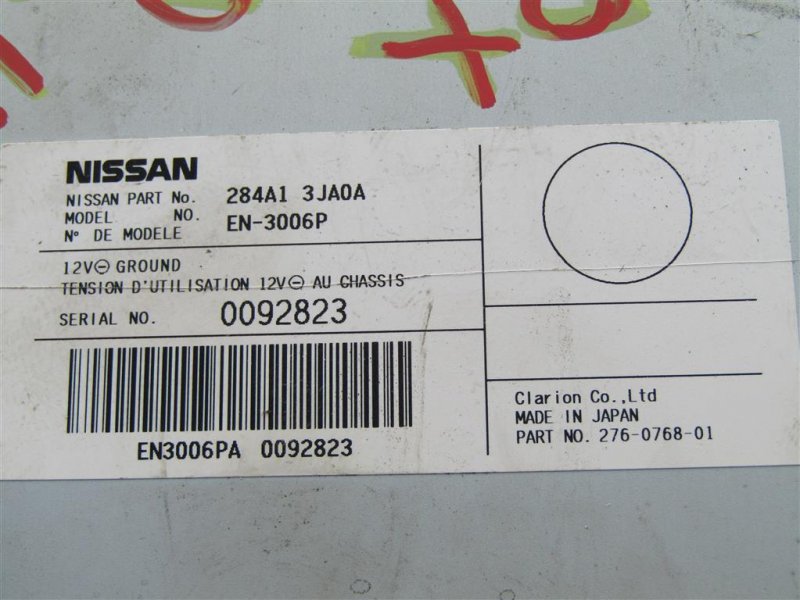 NISSAN
NISSAN PART No. 284A1 3JA0A
MODEL NO. EN-3006P
N° DE MODELE
12V⊖ GROUND
TENSION D'UTILISATION 12V⊖ AU CHASSIS
SERIAL NO. 0092823
EN3006PA 0092823
Clarion Co.,Ltd
MADE IN JAPAN
PART NO. 276-0768-01